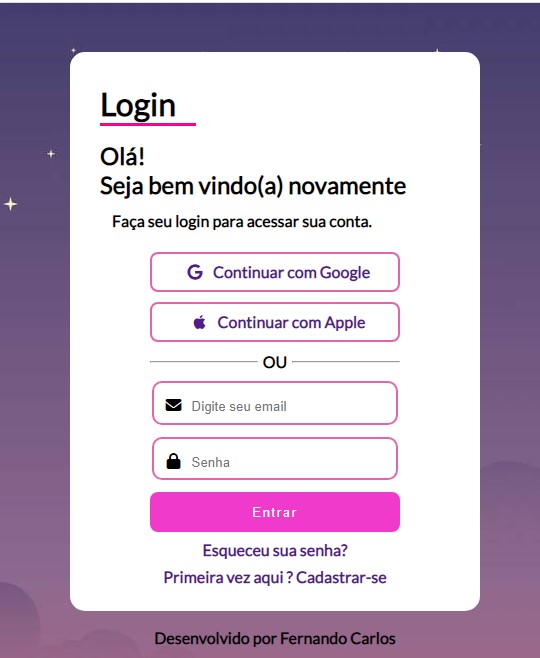 Login
Olá!
Seja bem vindo(a) novamente
Faça seu login para acessar sua conta.
Continuar com Google
Continuar com Apple
OU
Digite seu email
Senha
Entrar
Esqueceu sua senha?
Primeira vez aqui ? Cadastrar-se
Desenvolvido por Fernando Carlos